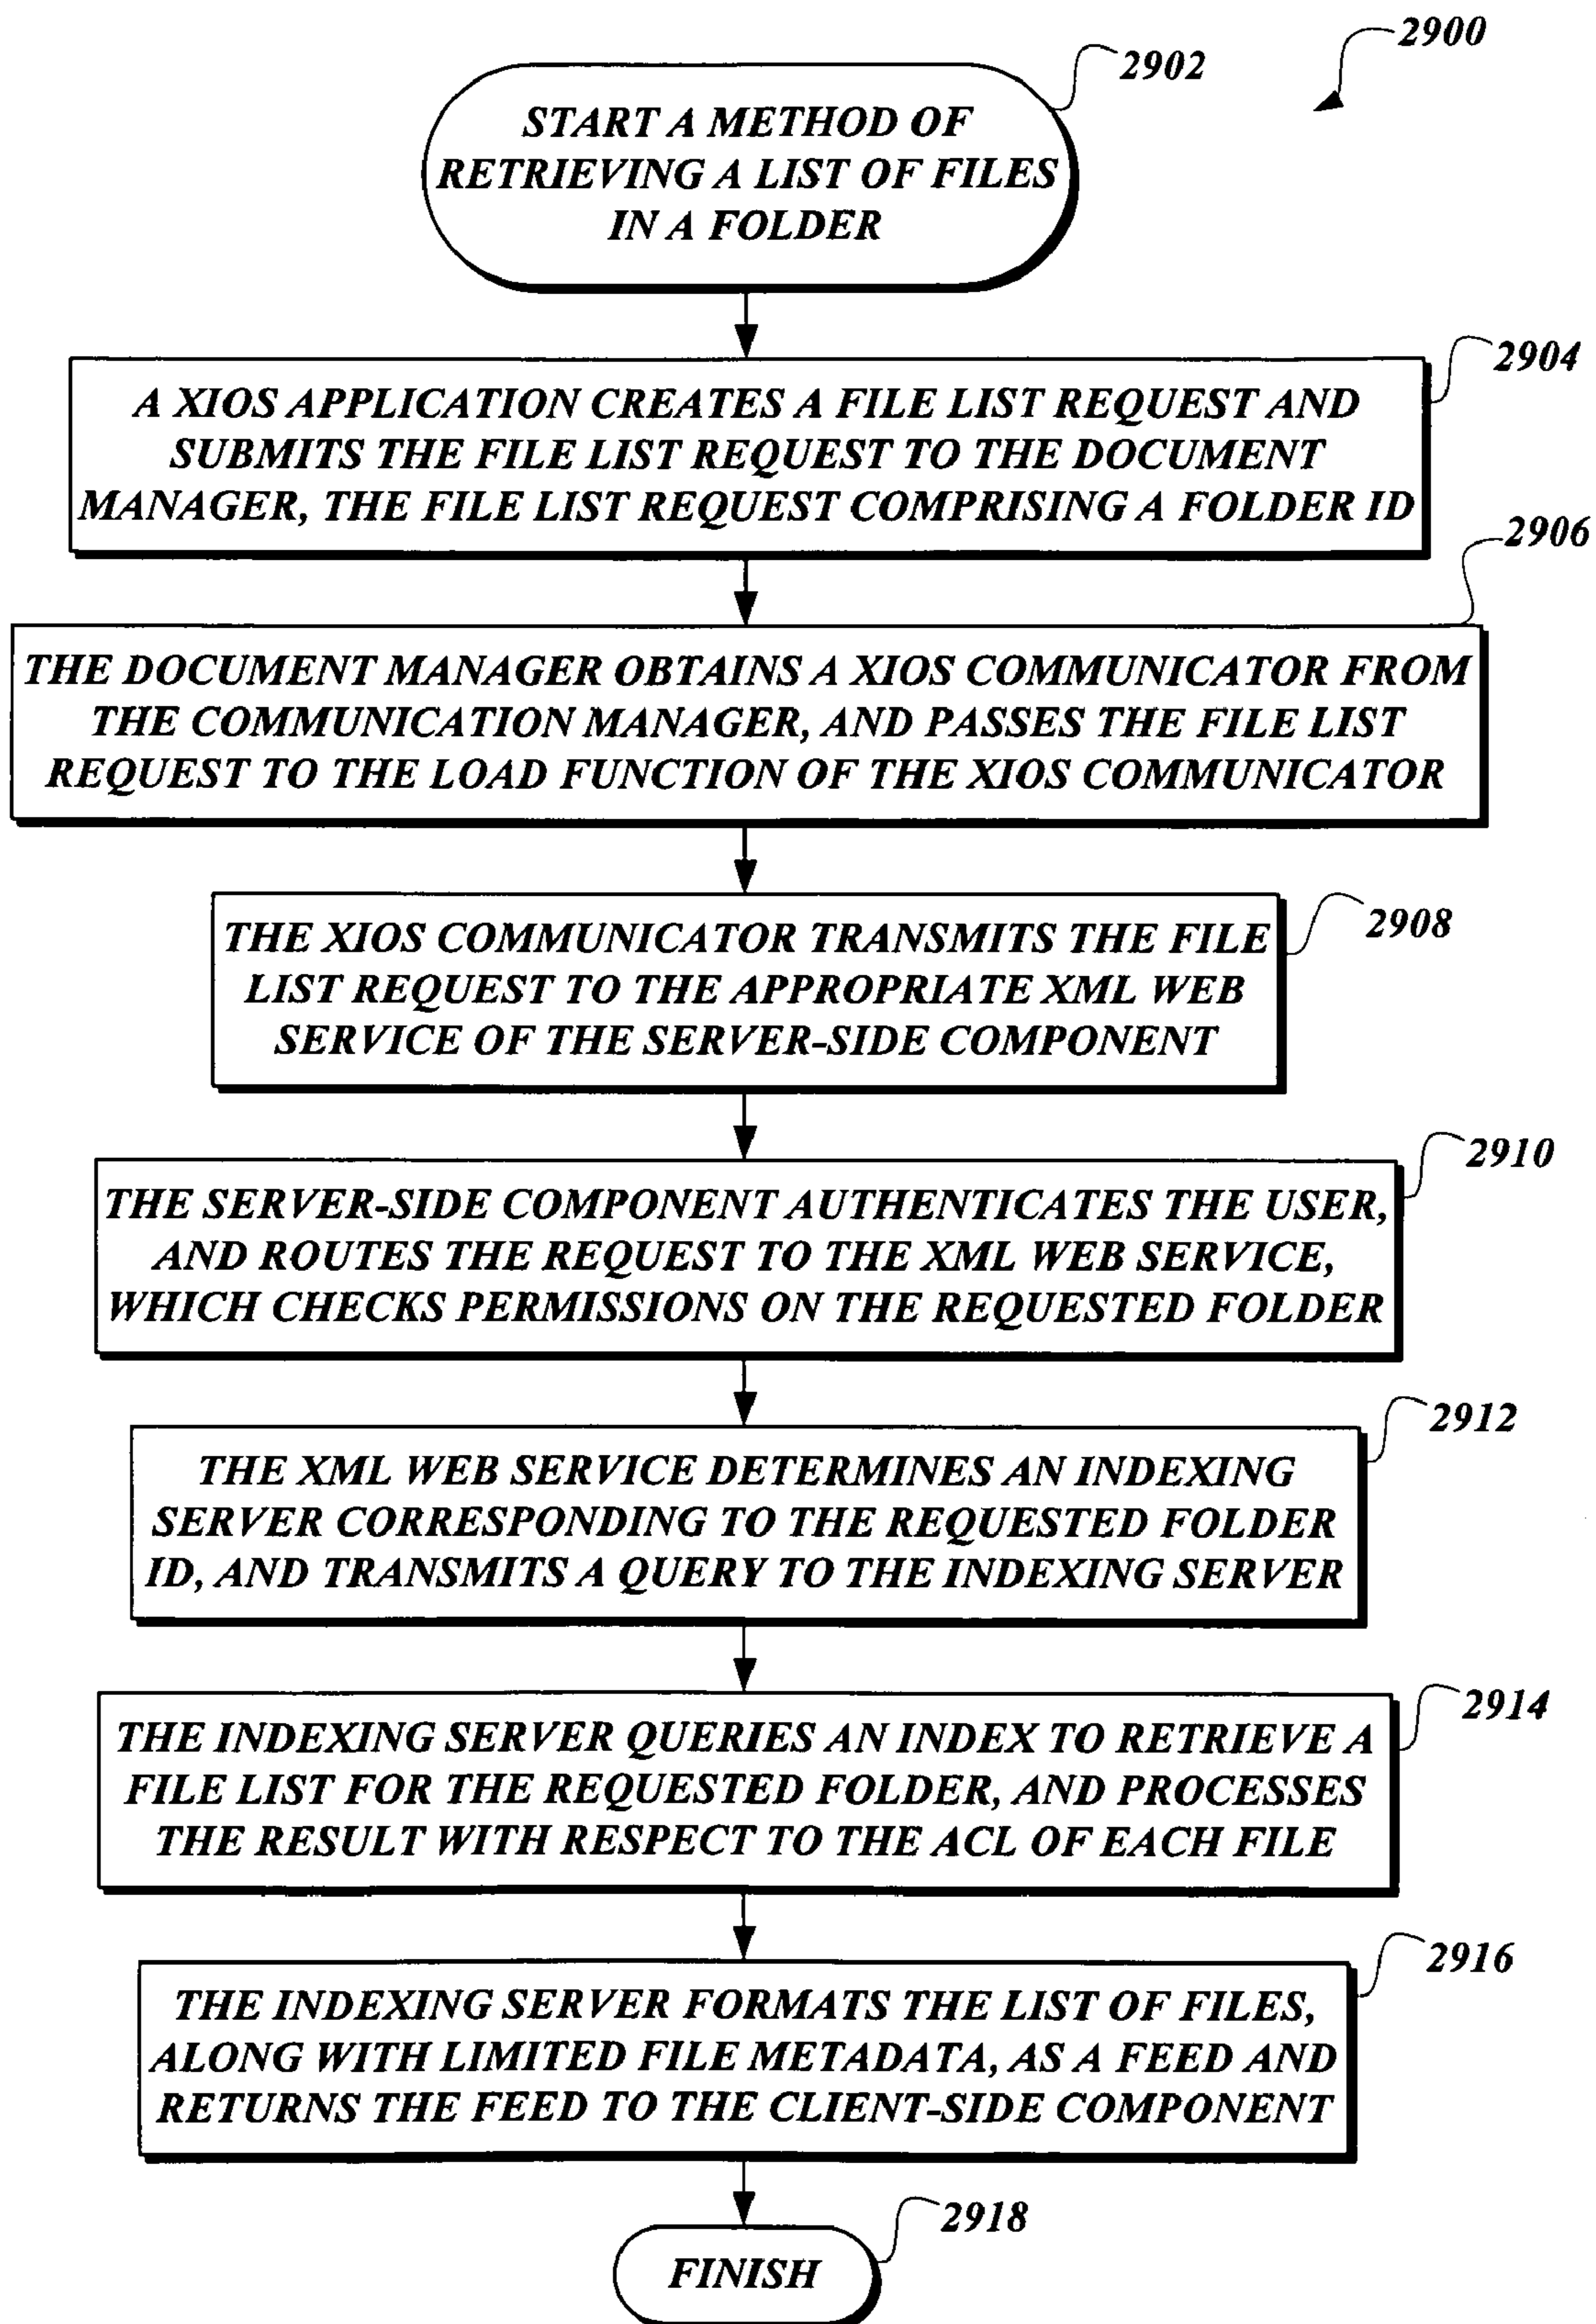 2900
2902
START A METHOD OF
RETRIEVING A LIST OF FILES
IN A FOLDER
2904
A XIOS APPLICATION CREATES A FILE LIST REQUEST AND
SUBMITS THE FILE LIST REQUEST TO THE DOCUMENT
MANAGER, THE FILE LIST REQUEST COMPRISING A FOLDER ID
2906
THE DOCUMENT MANAGER OBTAINS A XIOS COMMUNICATOR FROM
THE COMMUNICATION MANAGER, AND PASSES THE FILE LIST
REQUEST TO THE LOAD FUNCTION OF THE XIOS COMMUNICATOR
2908
THE XIOS COMMUNICATOR TRANSMITS THE FILE
LIST REQUEST TO THE APPROPRIATE XML WEB
SERVICE OF THE SERVER-SIDE COMPONENT
2910
THE SERVER-SIDE COMPONENT AUTHENTICATES THE USER,
AND ROUTES THE REQUEST TO THE XML WEB SERVICE,
WHICH CHECKS PERMISSIONS ON THE REQUESTED FOLDER
2912
THE XML WEB SERVICE DETERMINES AN INDEXING
SERVER CORRESPONDING TO THE REQUESTED FOLDER
ID, AND TRANSMITS A QUERY TO THE INDEXING SERVER
2914
THE INDEXING SERVER QUERIES AN INDEX TO RETRIEVE A
FILE LIST FOR THE REQUESTED FOLDER, AND PROCESSES
THE RESULT WITH RESPECT TO THE ACL OF EACH FILE
2916
THE INDEXING SERVER FORMATS THE LIST OF FILES,
ALONG WITH LIMITED FILE METADATA, AS A FEED AND
RETURNS THE FEED TO THE CLIENT-SIDE COMPONENT
2918
FINISH